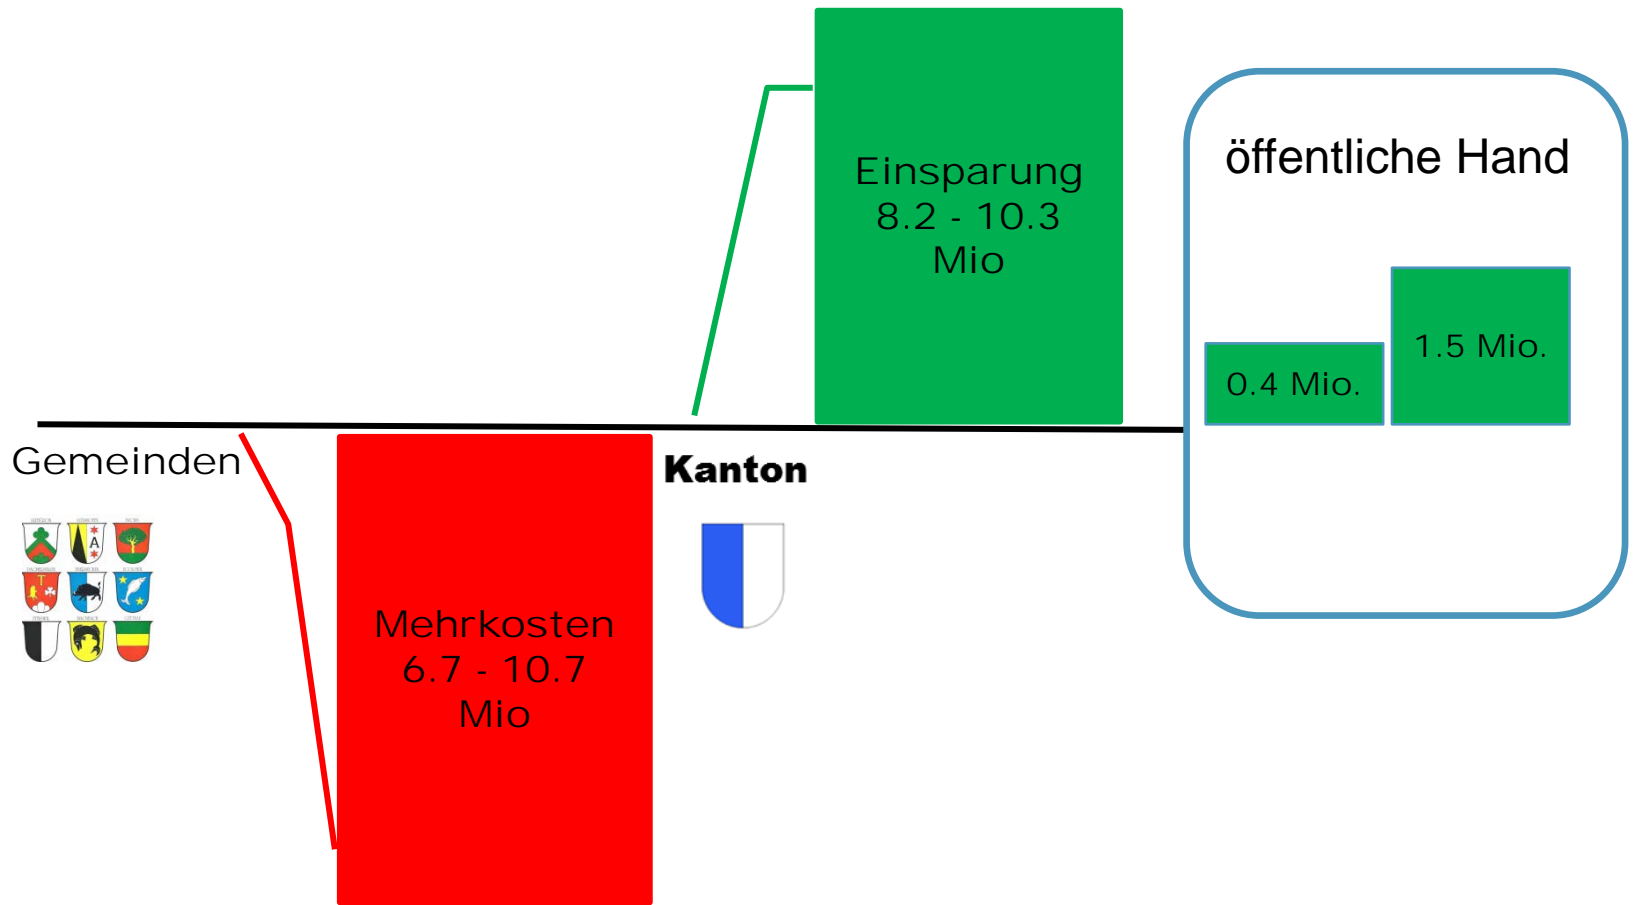 Einsparung
8.2 - 10.3
Mio
öffentliche Hand
1.5 Mio.
0.4 Mio.
Gemeinden
Kanton
A
T
Mehrkosten
6.7 - 10.7
Mio